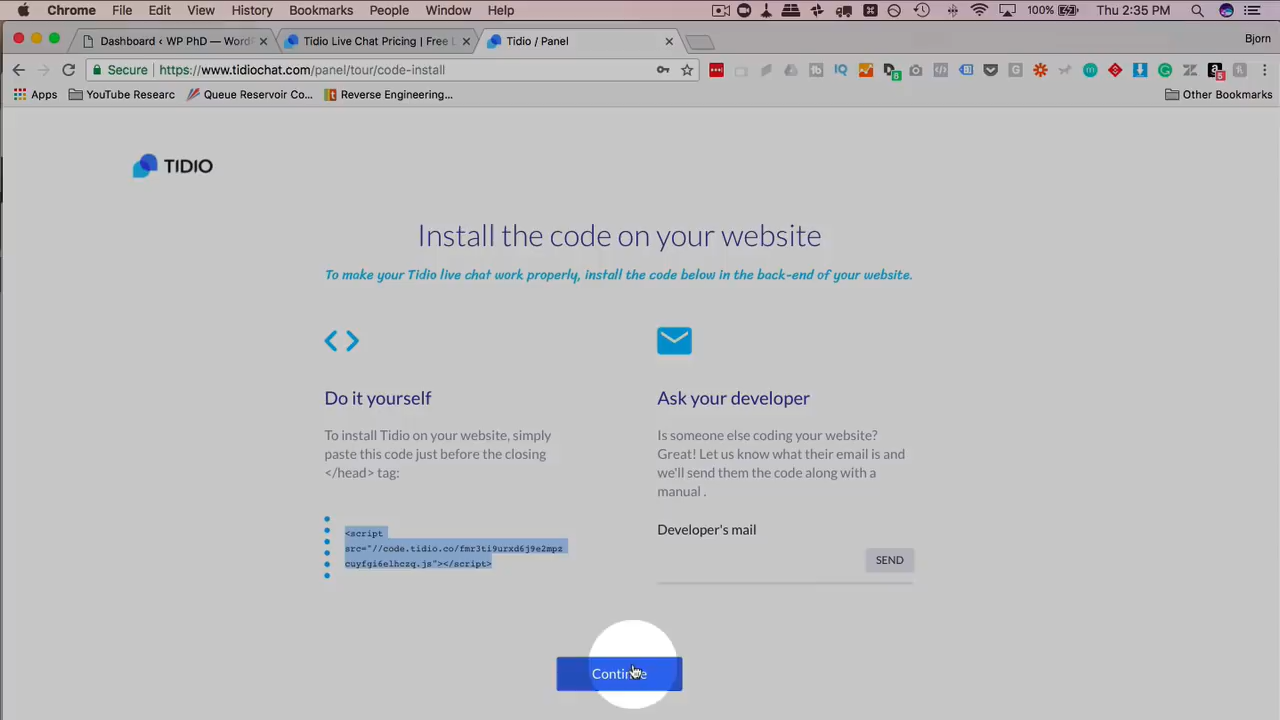 Chrome File Edit View History Bookmarks People Window Help 100% Thu 2:35 PM
Dashboard ‹ WP PhD — WordP Tidio Live Chat Pricing | Free L Tidio / Panel Bjorn
Secure https://www.tidiochat.com/panel/tour/code-install
Apps YouTube Researc Queue Reservoir Co... Reverse Engineering... Other Bookmarks
TIDIO
Install the code on your website
To make your Tidio live chat work properly, install the code below in the back-end of your website.
Do it yourself
To install Tidio on your website, simply
paste this code just before the closing
</head> tag:
<script
src="//code.tidio.co/fmr3ti9urxd6j9e2mpz
cuyfgi6elhczq.js"></script>
Ask your developer
Is someone else coding your website?
Great! Let us know what their email is and
we'll send them the code along with a
manual .
Developer's mail
SEND
Continue